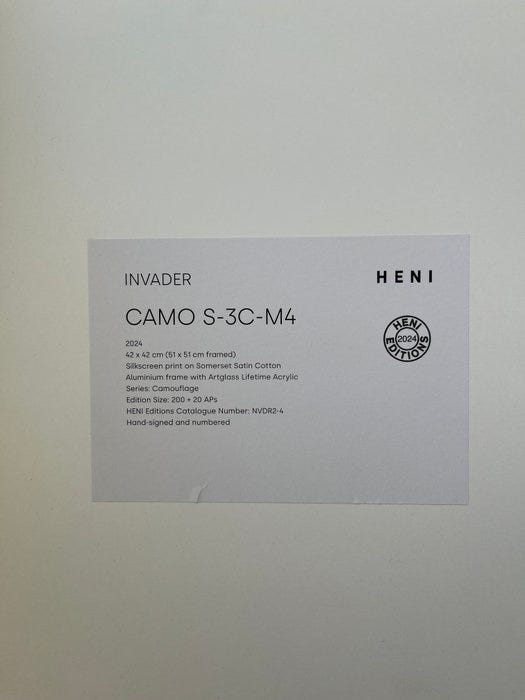 INVADER
HENI
CAMO S-3C-M4
HENI
2024
EDITIONS
2024
42 x 42 cm (51 x 51 cm framed)
Silkscreen print on Somerset Satin Cotton
Aluminium frame with Artglass Lifetime Acrylic
Series: Camouflage
Edition Size: 200 + 20 APs
HENI Editions Catalogue Number: NVDR2-4
Hand-signed and numbered